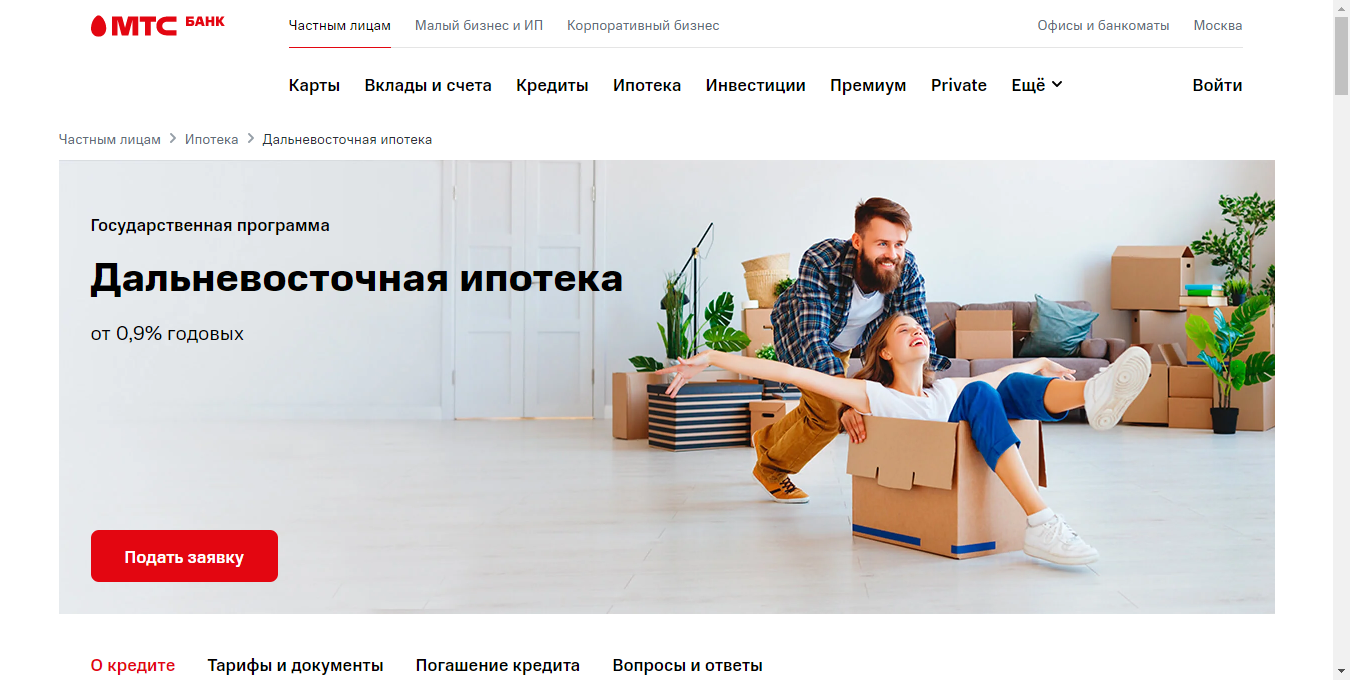 МТС БАНК
Частным лицам Малый бизнес и ИП Корпоративный бизнес Офисы и банкоматы Москва
Карты Вклады и счета Кредиты Ипотека Инвестиции Премиум Private Ещё Войти
Частным лицам Ипотека Дальневосточная ипотека
Государственная программа
Дальневосточная ипотека
от 0,9% годовых
Подать заявку
О кредите Тарифы и документы Погашение кредита Вопросы и ответы